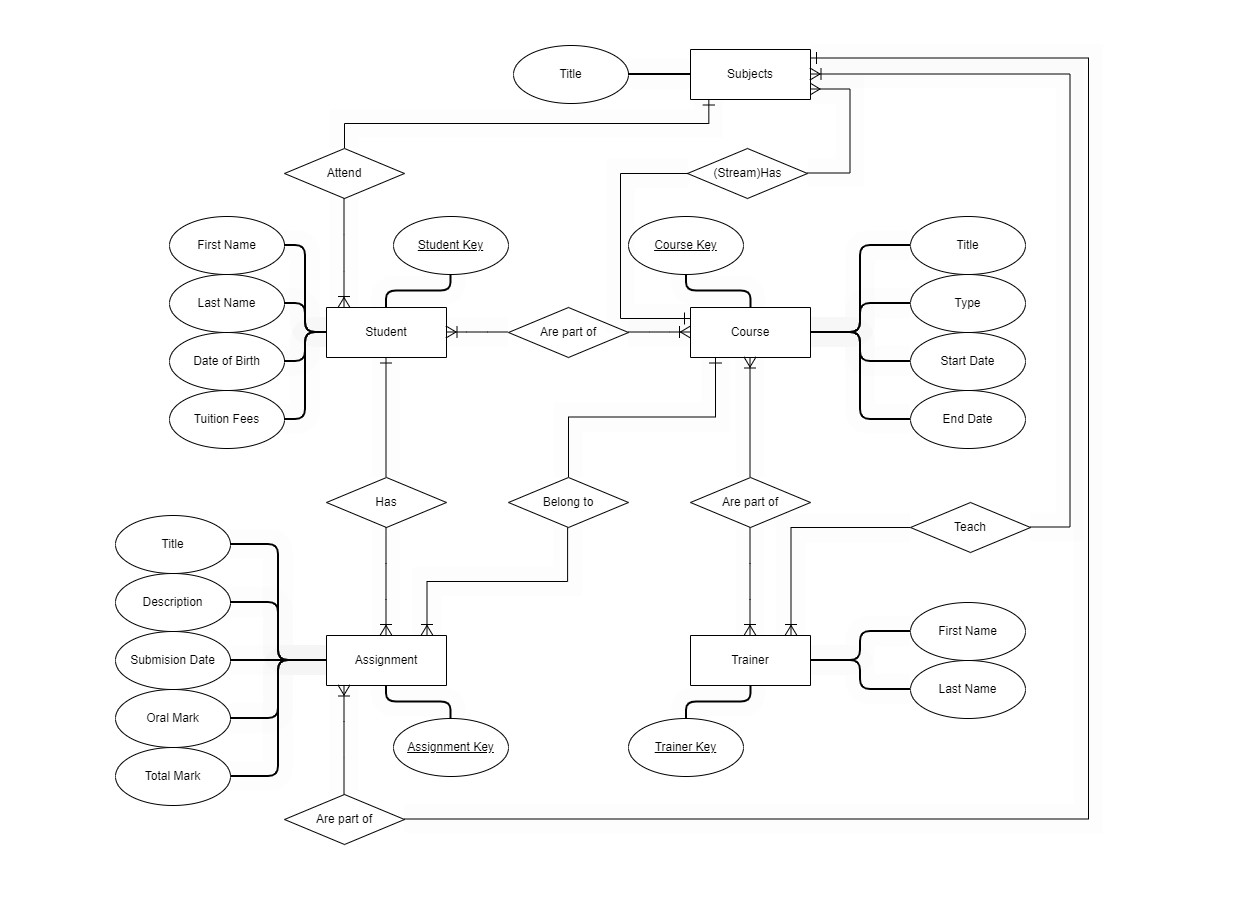 Title
Subjects
Attend
(Stream)Has
First Name
Student Key
Course Key
Title
Last Name
Type
Student
Are part of
Course
Date of Birth
Start Date
Tuition Fees
End Date
Has
Belong to
Are part of
Teach
Title
Description
First Name
Submision Date
Assignment
Trainer
Last Name
Oral Mark
Assignment Key
Trainer Key
Total Mark
Are part of